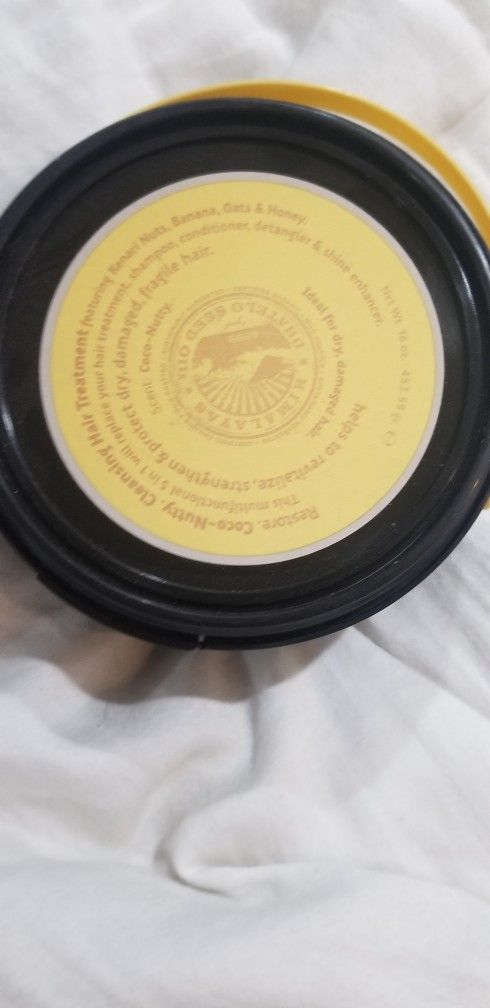 Restore. Coco-Nutty. Cleansing Hair Treatment featuring Kenari Nuts, Banana, Oats & Honey.
This multifunctional 5 in 1 will replace your hair treatment, shampoo, conditioner, detangler & shine enhancer.
helps to revitalize, strengthen & protect dry, damaged, fragile hair.
Ideal for dry, damaged hair.
Scent Coco-Nutty.
Net Wt. 16 oz. 453.59 gr. ℮
HIMALAYAN
DHATELO SEED OIL